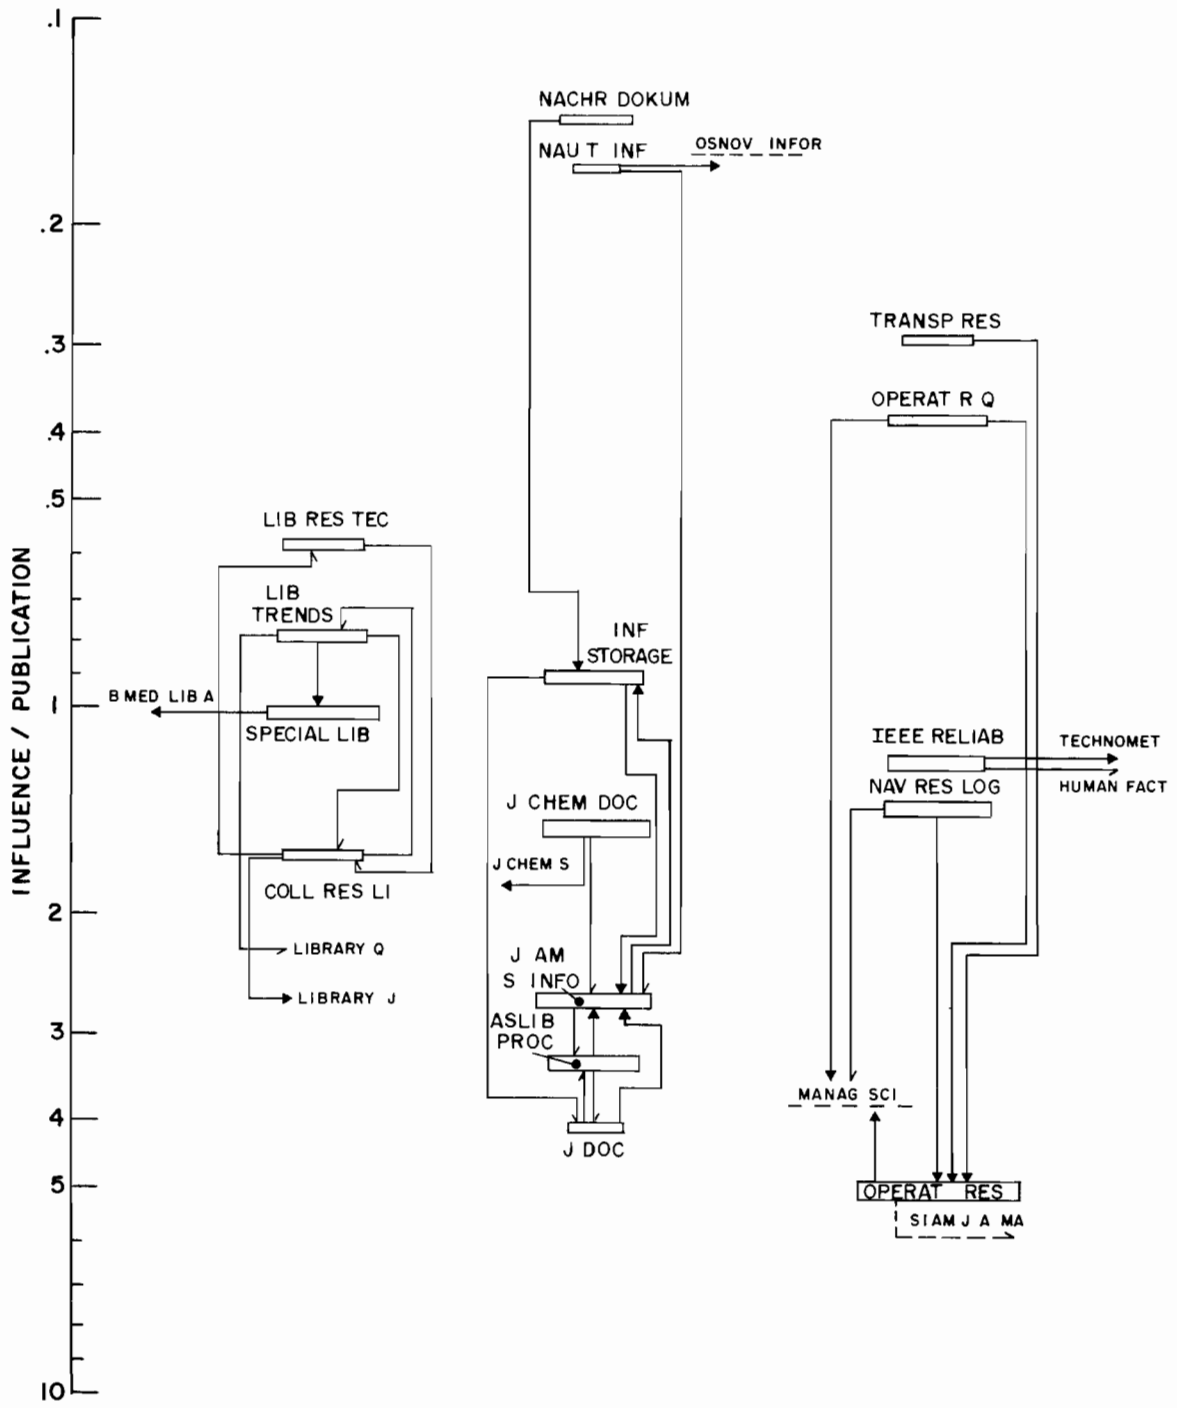 INFLUENCE / PUBLICATION
.1
.2
.3
.4
.5
1
2
3
4
5
10
LIB RES TEC
LIB
TRENDS
B MED LIB A
SPECIAL LIB
COLL RES LI
LIBRARY Q
LIBRARY J
NACHR DOKUM
NAU T INF
OSNOV INFOR
INF
STORAGE
J CHEM DOC
J CHEM S
J AM
S INFO
ASLIB
PROC
J DOC
TRANSP RES
OPERAT R Q
IEEE RELIAB
TECHNOMET
HUMAN FACT
NAV RES LOG
MANAG SCI
OPERAT RES
SIAM J A MA